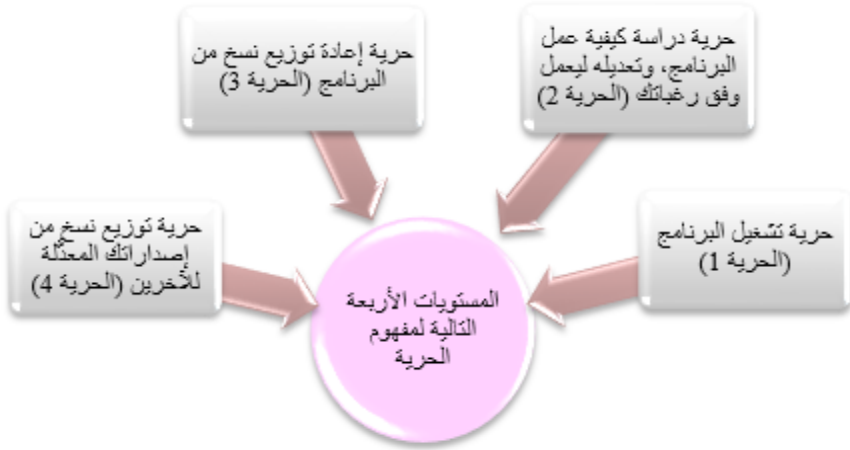 حرية تشغيل البرنامج
(الحرية 1)
حرية دراسة كيفية عمل
البرنامج، وتعديله ليعمل
وفق رغباتك (الحرية 2)
حرية إعادة توزيع نسخ من
البرنامج (الحرية 3)
حرية توزيع نسخ من
إصداراتك المعدّلة
للآخرين (الحرية 4)
المستويات الأربعة
التالية لمفهوم
الحرية